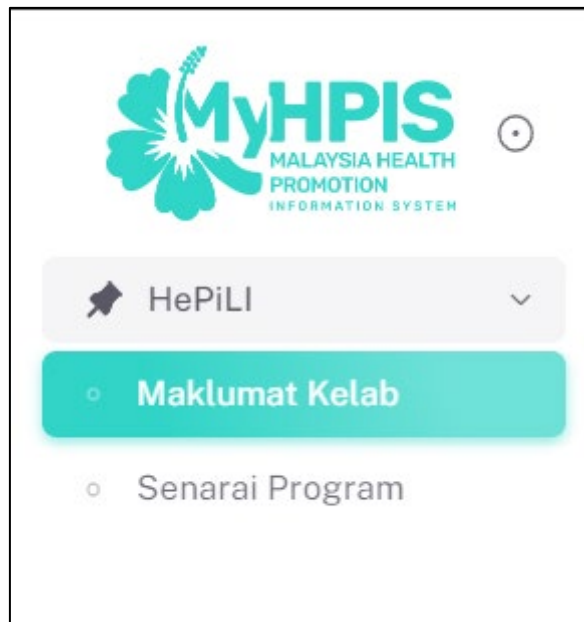 MyHPIS
MALAYSIA HEALTH
PROMOTION
INFORMATION SYSTEM
HePiLI
Maklumat Kelab
Senarai Program